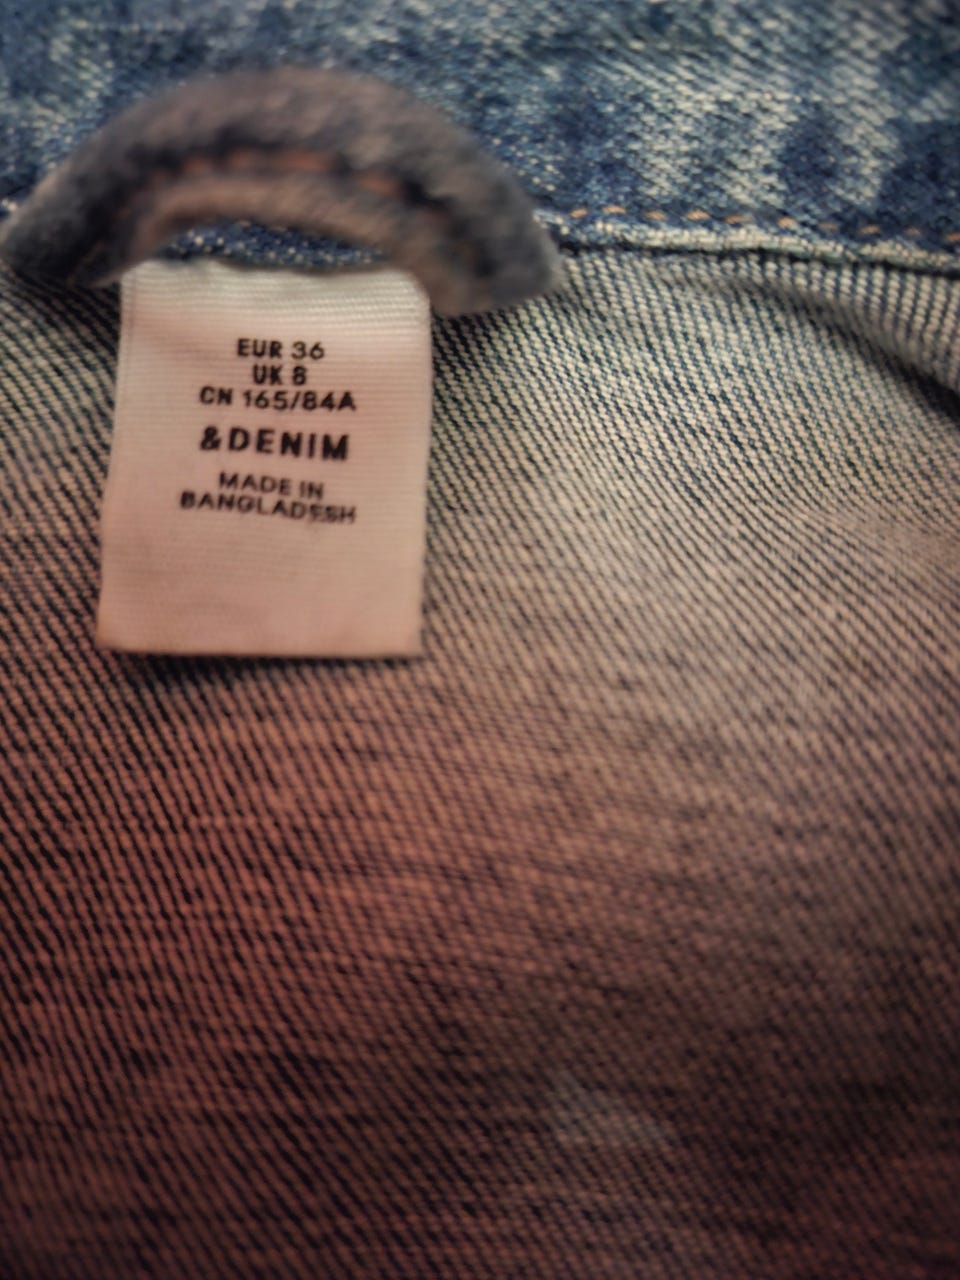 EUR 36
UK 8
CN 165/84A
&DENIM
MADE IN
BANGLADESH